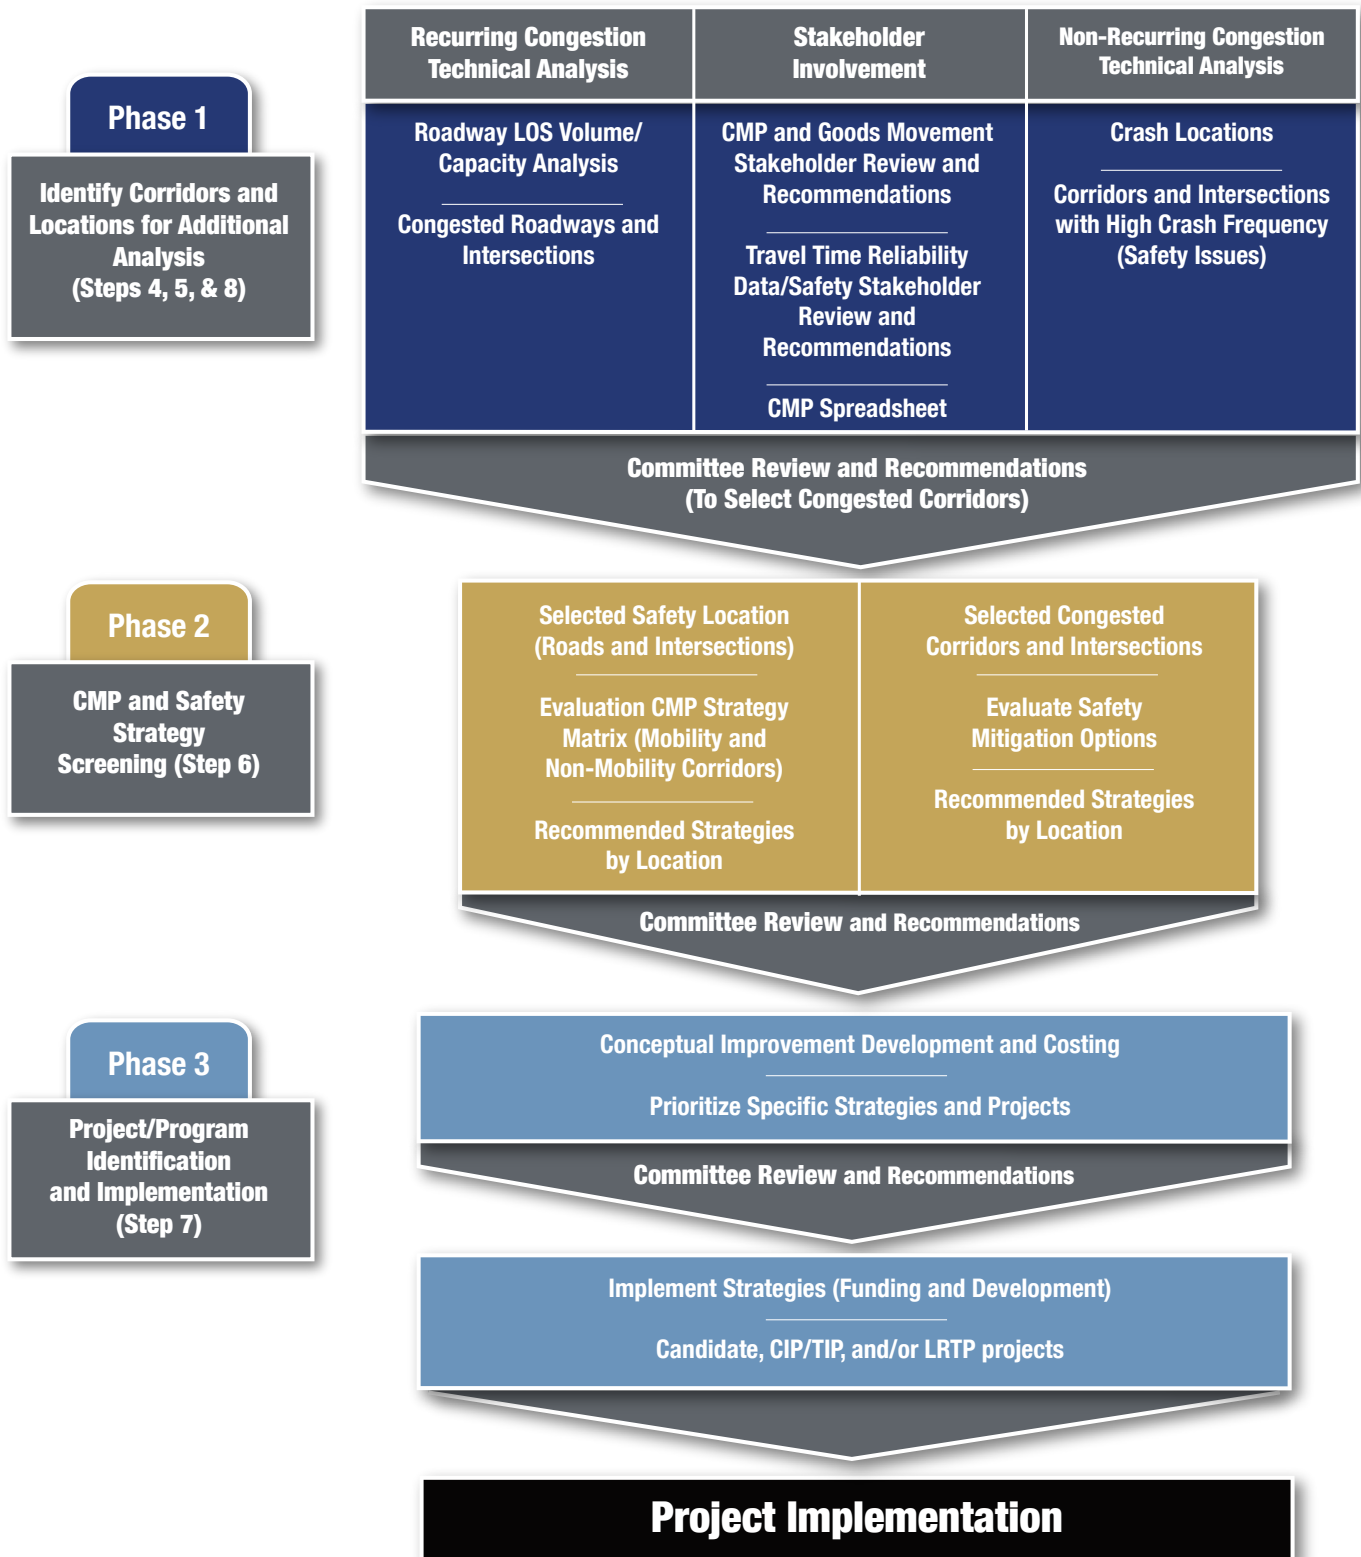 Phase 1
Identify Corridors and
Locations for Additional
Analysis
(Steps 4, 5, & 8)
Recurring Congestion
Technical Analysis
Roadway LOS Volume/
Capacity Analysis
Congested Roadways and
Intersections
Stakeholder
Involvement
CMP and Goods Movement
Stakeholder Review and
Recommendations
Travel Time Reliability
Data/Safety Stakeholder
Review and
Recommendations
CMP Spreadsheet
Non-Recurring Congestion
Technical Analysis
Crash Locations
Corridors and Intersections
with High Crash Frequency
(Safety Issues)
Committee Review and Recommendations
(To Select Congested Corridors)
Phase 2
CMP and Safety
Strategy
Screening (Step 6)
Selected Safety Location
(Roads and Intersections)
Evaluation CMP Strategy
Matrix (Mobility and
Non-Mobility Corridors)
Recommended Strategies
by Location
Selected Congested
Corridors and Intersections
Evaluate Safety
Mitigation Options
Recommended Strategies
by Location
Committee Review and Recommendations
Phase 3
Project/Program
Identification
and Implementation
(Step 7)
Conceptual Improvement Development and Costing
Prioritize Specific Strategies and Projects
Committee Review and Recommendations
Implement Strategies (Funding and Development)
Candidate, CIP/TIP, and/or LRTP projects
Project Implementation